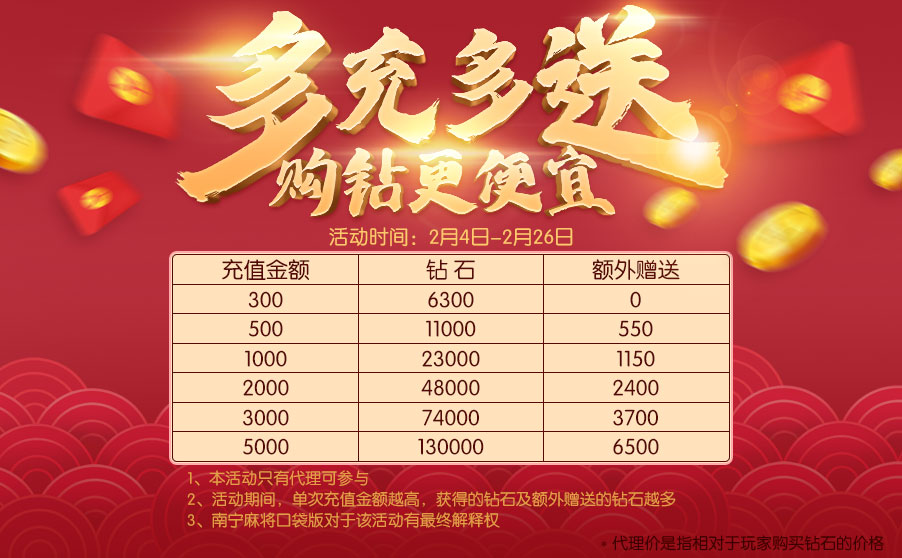 多充多送
购钻更便宜
活动时间：2月4日-2月26日
充值金额 钻石 额外赠送
300 6300 0
500 11000 550
1000 23000 1150
2000 48000 2400
3000 74000 3700
5000 130000 6500
1、本活动只有代理可参与
2、活动期间，单次充值金额越高，获得的钻石及额外赠送的钻石越多
3、南宁麻将口袋版对于该活动有最终解释权
* 代理价是指相对于玩家购买钻石的价格